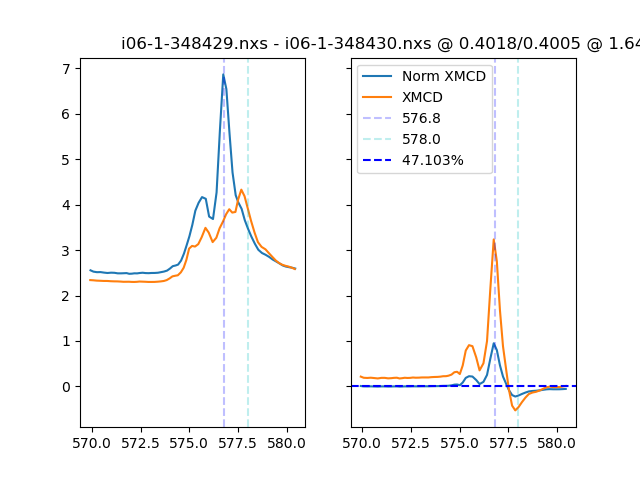 i06-1-348429.nxs - i06-1-348430.nxs @ 0.4018/0.4005 @ 1.64
7
6
5
4
3
2
1
0
570.0 572.5 575.0 577.5 580.0
Norm XMCD
XMCD
576.8
578.0
47.103%
570.0 572.5 575.0 577.5 580.0